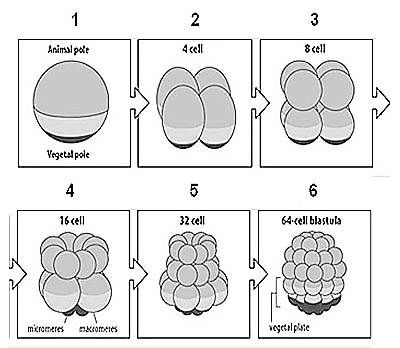 1
2
3
Animal pole
Vegetal pole
4 cell
8 cell
4
5
6
16 cell
micromeres
macromeres
32 cell
64-cell blastula
vegetal plate